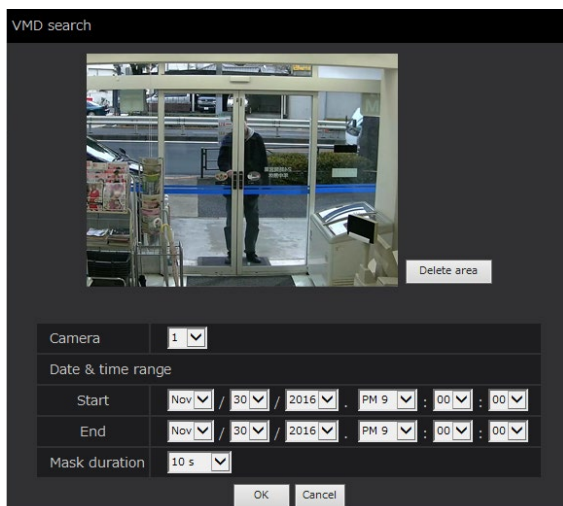 VMD search
Delete area
Camera 1
Date & time range
Start Nov / 30 / 2016 . PM 9 : 00 : 00
End Nov / 30 / 2016 . PM 9 : 00 : 00
Mask duration 10 s
OK Cancel